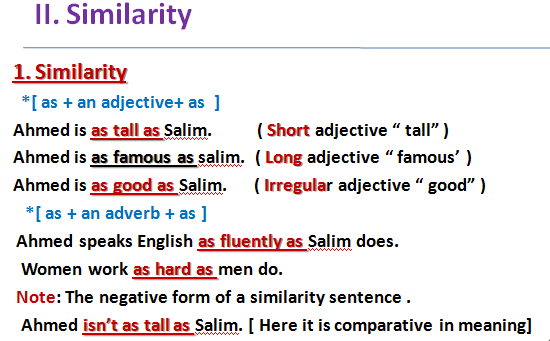 II. Similarity
1. Similarity
*[ as + an adjective+ as ]
Ahmed is as tall as Salim. ( Short adjective “ tall” )
Ahmed is as famous as salim. ( Long adjective “ famous’ )
Ahmed is as good as Salim. ( Irregular adjective “ good” )
*[ as + an adverb + as ]
Ahmed speaks English as fluently as Salim does.
Women work as hard as men do.
Note: The negative form of a similarity sentence .
Ahmed isn’t as tall as Salim. [ Here it is comparative in meaning]